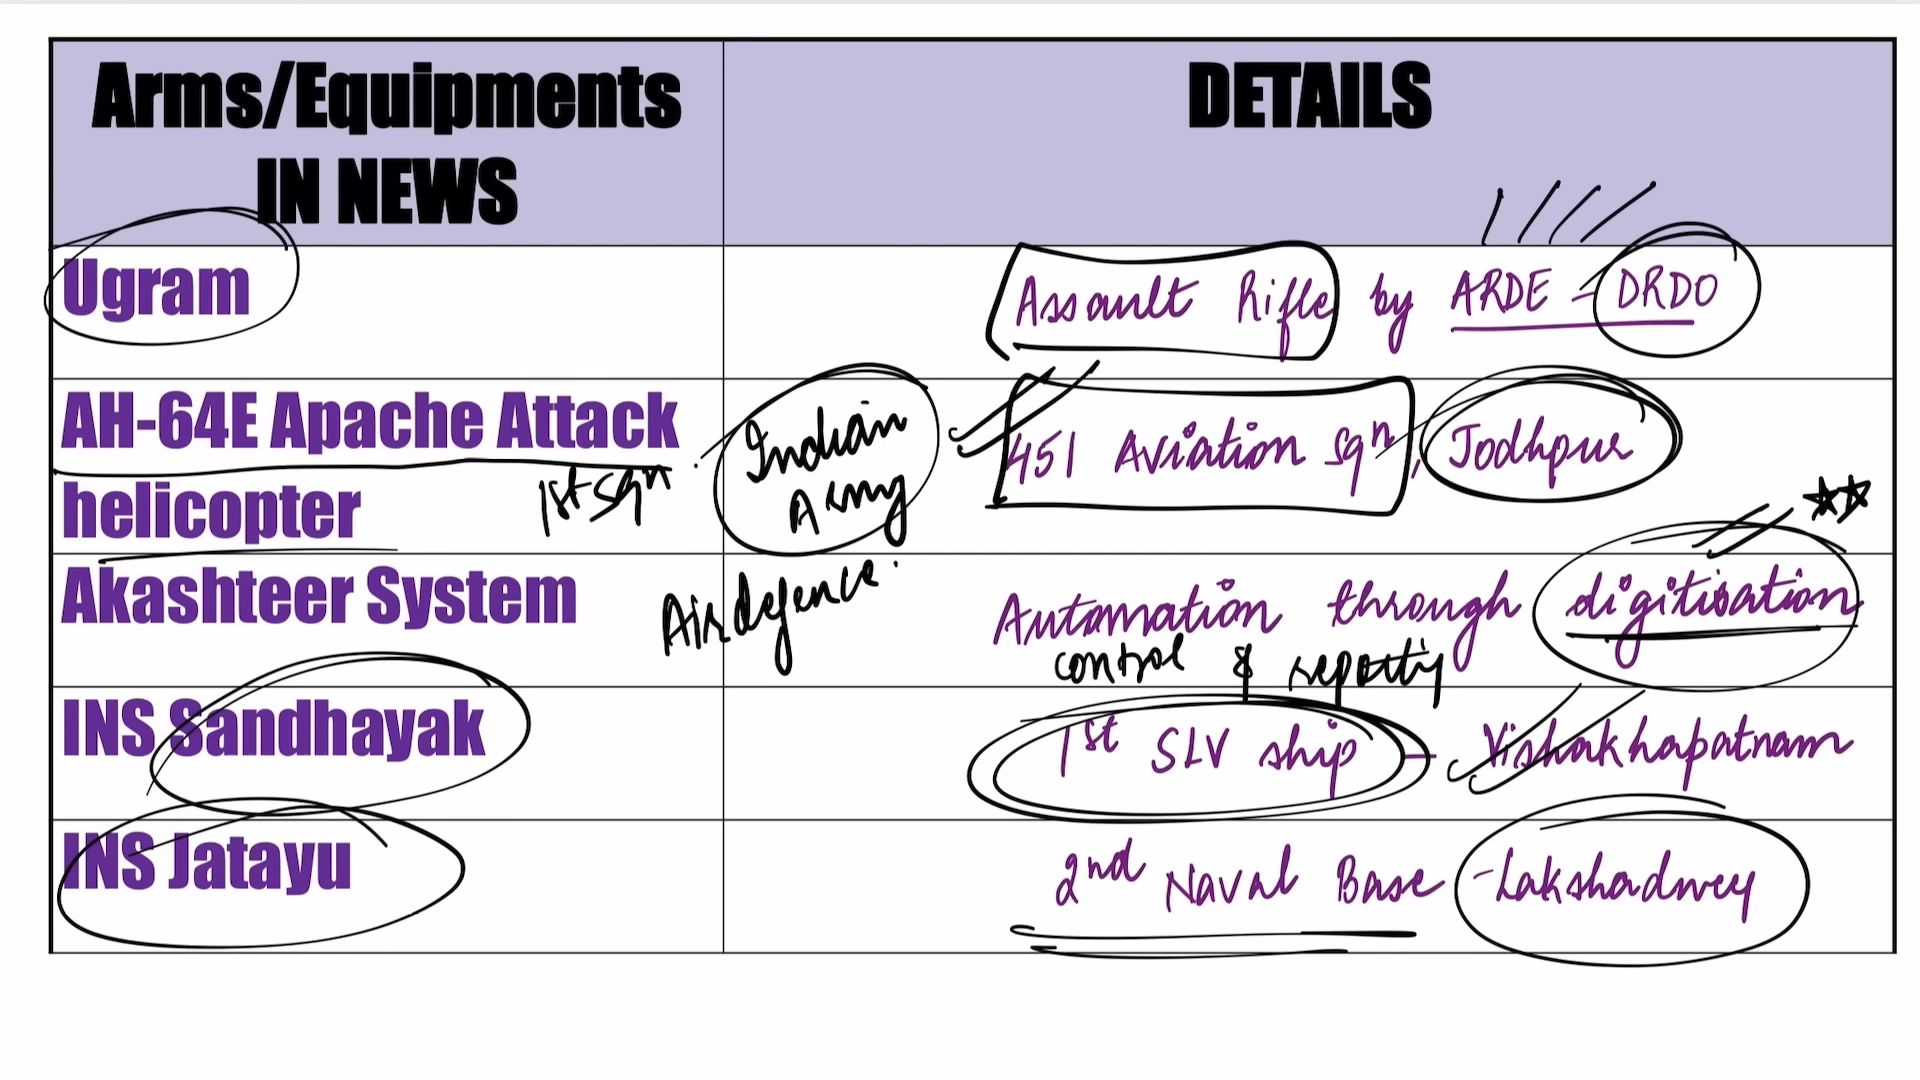 Arms/Equipments
IN NEWS
DETAILS
Ugram
Assault Rifle by ARDE - DRDO
AH-64E Apache Attack
helicopter
1st sqn
Indian
Army
451 Aviation sqn, Jodhpur
Akashteer System
Air defence.
Automation through digitisation
control & reporting
INS Sandhayak
1st SLV ship - Vishakhapatnam
INS Jatayu
2nd Naval Base - Lakshadweep